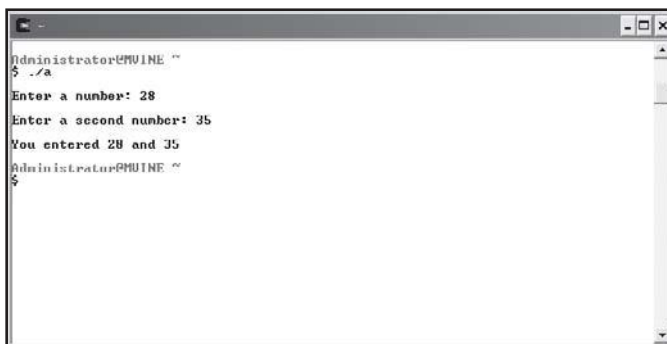 ~
Administrator@MVINE ~
$ ./a
Enter a number: 28
Enter a second number: 35
You entered 28 and 35
Administrator@MVINE ~
$